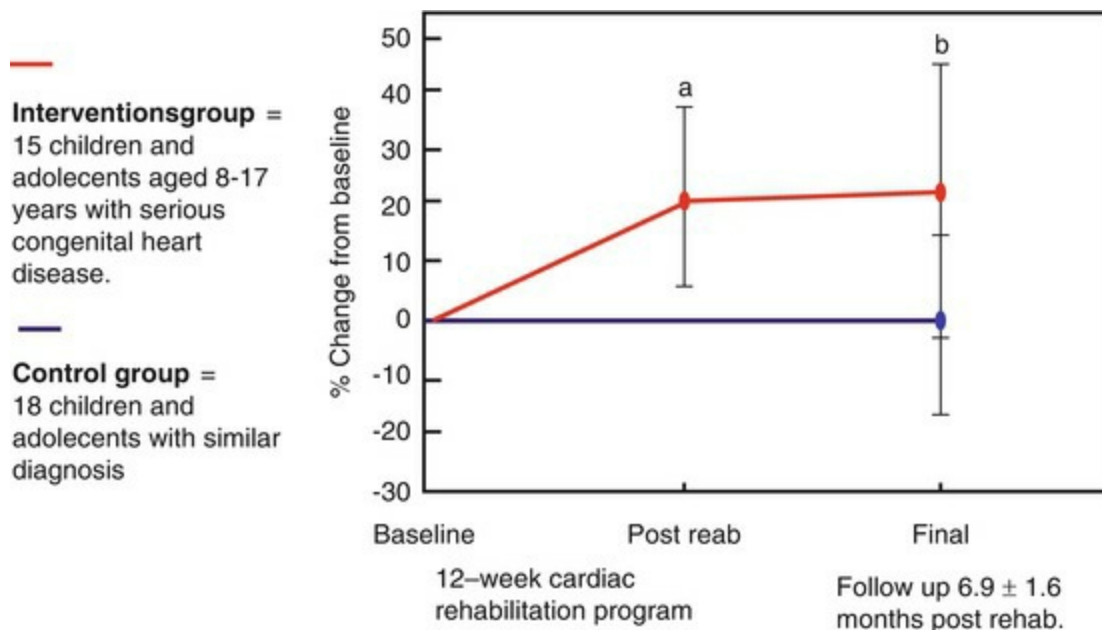 Interventionsgroup =
15 children and
adolecents aged 8-17
years with serious
congenital heart
disease.
Control group =
18 children and
adolecents with similar
diagnosis
% Change from baseline
50
40
30
20
10
0
-10
-20
-30
a
b
Baseline
Post reab
Final
12–week cardiac
rehabilitation program
Follow up 6.9 ± 1.6
months post rehab.